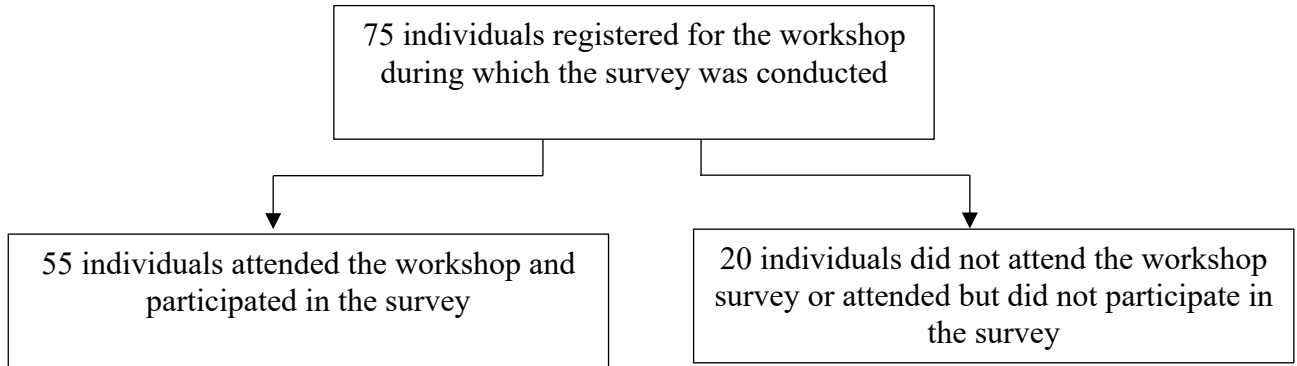 75 individuals registered for the workshop
during which the survey was conducted
55 individuals attended the workshop and
participated in the survey
20 individuals did not attend the workshop
survey or attended but did not participate in
the survey